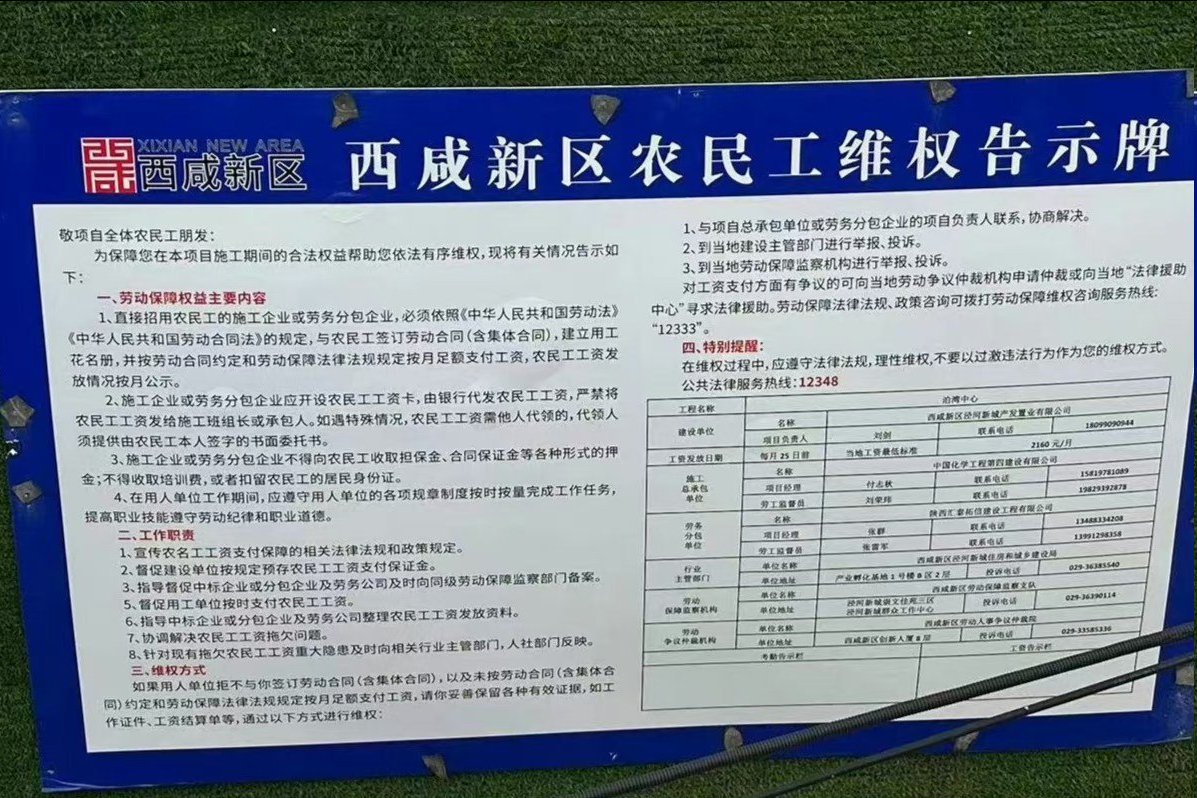 XIXIAN NEW AREA
西咸新区
西咸新区农民工维权告示牌
敬项目全体农民工朋发：
为保障您在本项目施工期间的合法权益帮助您依法有序维权，现将有关情况告示如
下：
一、劳动保障权益主要内容
1、直接招用农民工的施工企业或劳务分包企业，必须依照《中华人民共和国劳动法》
《中华人民共和国劳动合同法》的规定，与农民工签订劳动合同（含集体合同），建立用工
花名册，并按劳动合同约定和劳动保障法律法规规定按月足额支付工资，农民工工资发
放情况按月公示。
2、施工企业或劳务分包企业应开设农民工工资卡，由银行代发农民工工资，严禁将
农民工工资发给施工班组长或承包人。如遇特殊情况，农民工工资需他人代领的，代领人
须提供由农民工本人签字的书面委托书。
3、施工企业或劳务分包企业不得向农民工收取担保金、合同保证金等各种形式的押
金；不得收取培训费，或者扣留农民工的居民身份证。
4、在用人单位工作期间，应遵守用人单位的各项规章制度按时按量完成工作任务，
提高职业技能遵守劳动纪律和职业道德。
二、工作职责
1、宣传农名工工资支付保障的相关法律法规和政策规定。
2、督促建设单位按规定预存农民工工资支付保证金。
3、指导督促中标企业或分包企业及劳务公司及时向同级劳动保障监察部门备案。
5、督促用工单位按时支付农民工工资。
6、指导中标企业或分包企业及劳务公司整理农民工工资发放资料。
7、协调解决农民工工资拖欠问题。
8、针对现有拖欠农民工工资重大隐患及时向相关行业主管部门，人社部门反映。
三、维权方式
如果用人单位拒不与你签订劳动合同（含集体合同），以及未按劳动合同（含集体合
同）约定和劳动保障法律法规规定按月足额支付工资，请你妥善保留各种有效证据，如工
作证件、工资结算单等，通过以下方式进行维权：
1、与项目总承包单位或劳务分包企业的项目负责人联系，协商解决。
2、到当地建设主管部门进行举报、投诉。
3、到当地劳动保障监察机构进行举报、投诉。
对工资支付方面有争议的可向当地劳动争议仲裁机构申请仲裁或向当地“法律援助
中心”寻求法律援助。劳动保障法律法规、政策咨询可拨打劳动保障维权咨询服务热线：
“12333”。
四、特别提醒：
在维权过程中，应遵守法律法规，理性维权，不要以过激违法行为作为您的维权方式。
公共法律服务热线：12348
工程名称 泊湾中心
建设单位 名称 西咸新区泾河新城产发置业有限公司
项目负责人 刘剑 联系电话 18099090944
工资发放日期 每月25日前 当地工资最低标准 2160元/月
施工总承包单位 名称 中国化学工程第四建设有限公司
项目经理 付志秋 联系电话 15819781089
劳工监督员 刘荣玮 联系电话 19829392878
劳务分包单位 名称 陕西汇泰拓信建设工程有限公司
项目经理 张群 联系电话 13488334208
劳工监督员 张雷军 联系电话 13991298358
行业主管部门 单位名称 西咸新区泾河新城住房和城乡建设局
单位地址 产业孵化基地1号楼B区2层 投诉电话 029-36385540
劳动保障监察机构 单位名称 西咸新区劳动保障监察支队
单位地址 泾河新城崇文佳苑三区泾河新城群众工作中心 投诉电话 029-36390114
劳动争议仲裁机构 单位名称 西咸新区劳动人事争议仲裁院
单位地址 西咸新区创新大厦8层 投诉电话 029-33585336
考勤告示栏 工资告示栏